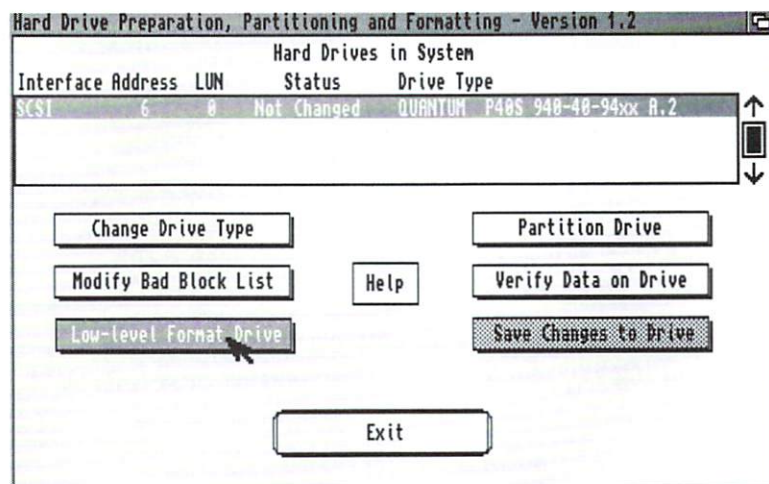 Hard Drive Preparation, Partitioning and Formatting - Version 1.2
Hard Drives in System
Interface Address LUN Status Drive Type
SCSI 6 0 Not Changed QUANTUM P40S 940-40-94xx A.2
Change Drive Type
Partition Drive
Modify Bad Block List
Help
Verify Data on Drive
Low-level Format Drive
Save Changes to Drive
Exit